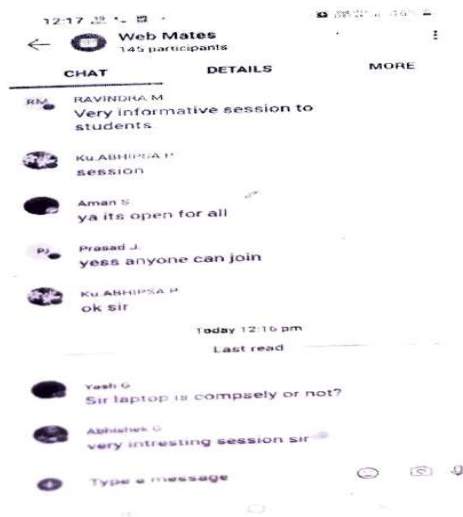 12:17
Web Mates
145 participants
CHAT
DETAILS
MORE
RM
RAVINDRA M
Very informative session to
students
Ku.ABHIPSA P
session
Aman S
ya its open for all
PJ
Prasad J
yess anyone can join
Ku.ABHIPSA P
ok sir
Today 12:16 pm
Last read
Yash G
Sir laptop is compsely or not?
Abhishek G
very intresting session sir
Type a message